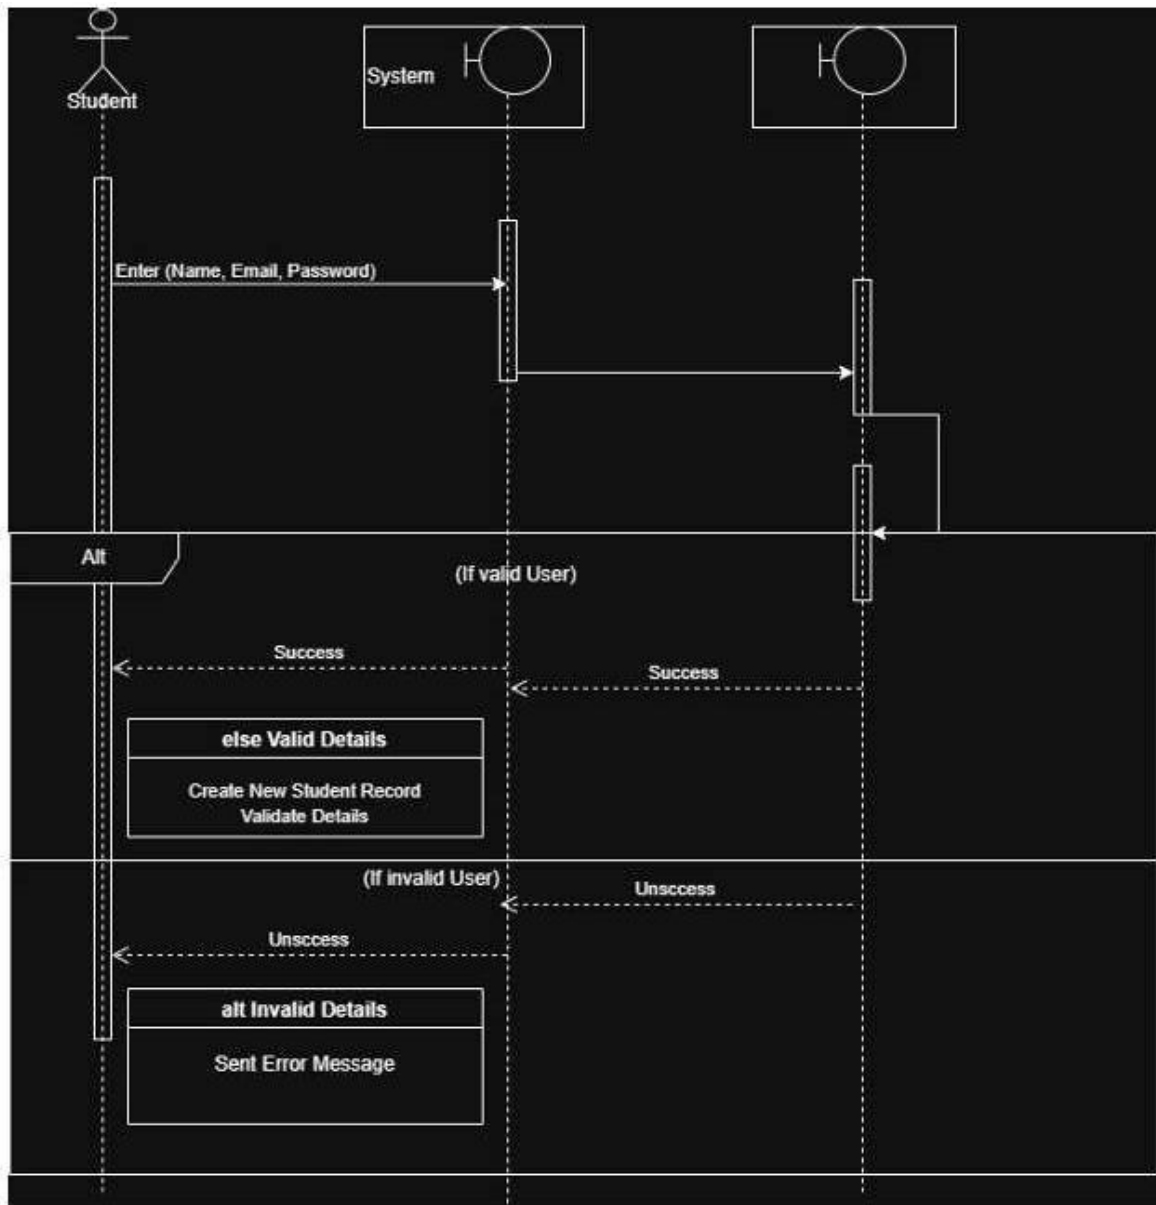 Student
System
Enter (Name, Email, Password)
Alt
(If valid User)
Success
Success
else Valid Details
Create New Student Record
Validate Details
(If invalid User)
Unsccess
Unsccess
alt Invalid Details
Sent Error Message